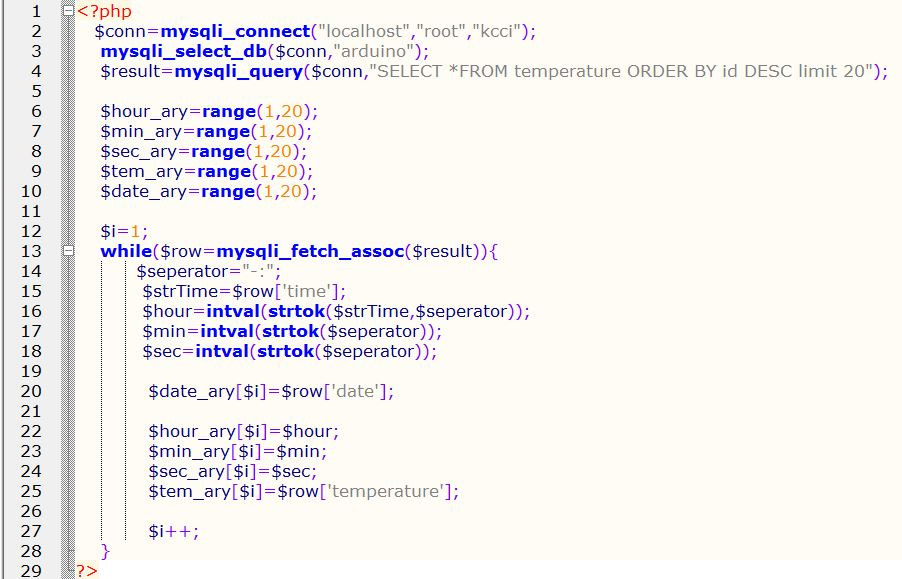 1 <?php
2 $conn=mysqli_connect("localhost","root","kcci");
3 mysqli_select_db($conn,"arduino");
4 $result=mysqli_query($conn,"SELECT *FROM temperature ORDER BY id DESC limit 20");
5
6 $hour_ary=range(1,20);
7 $min_ary=range(1,20);
8 $sec_ary=range(1,20);
9 $tem_ary=range(1,20);
10 $date_ary=range(1,20);
11
12 $i=1;
13 while($row=mysqli_fetch_assoc($result)){
14 $seperator="-:";
15 $strTime=$row['time'];
16 $hour=intval(strtok($strTime,$seperator));
17 $min=intval(strtok($seperator));
18 $sec=intval(strtok($seperator));
19
20 $date_ary[$i]=$row['date'];
21
22 $hour_ary[$i]=$hour;
23 $min_ary[$i]=$min;
24 $sec_ary[$i]=$sec;
25 $tem_ary[$i]=$row['temperature'];
26
27 $i++;
28 }
29 ?>